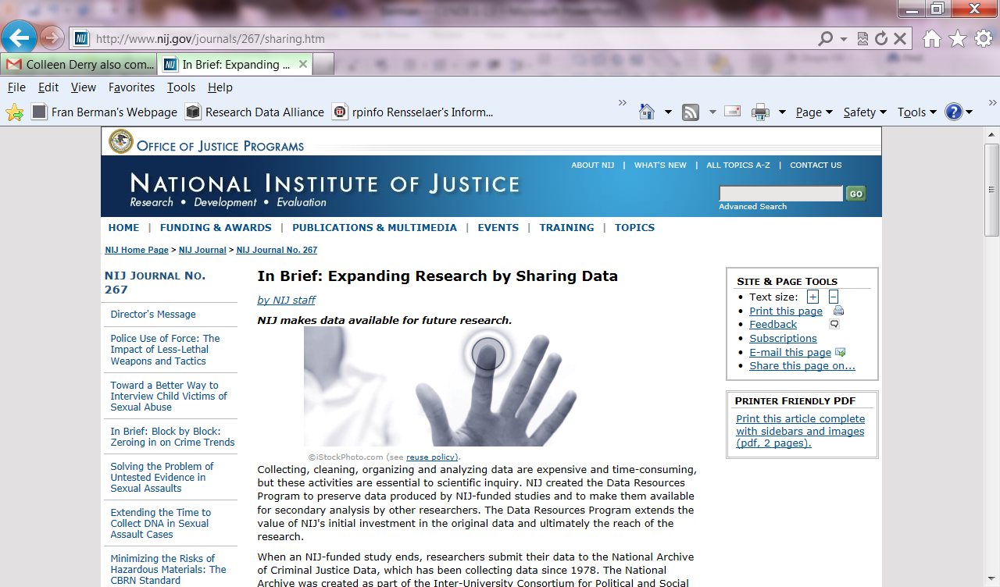 http://www.nij.gov/journals/267/sharing.htm
Colleen Derry also com...
NIJ In Brief: Expanding ...
File Edit View Favorites Tools Help
Fran Berman's Webpage Research Data Alliance rpinfo Rensselaer's Inform...
Page Safety Tools
OFFICE OF JUSTICE PROGRAMS
ABOUT NIJ | WHAT'S NEW | ALL TOPICS A-Z | CONTACT US
NATIONAL INSTITUTE OF JUSTICE
Research • Development • Evaluation
GO
Advanced Search
HOME | FUNDING & AWARDS | PUBLICATIONS & MULTIMEDIA | EVENTS | TRAINING | TOPICS
NIJ Home Page > NIJ Journal > NIJ Journal No. 267
NIJ JOURNAL NO.
267
Director's Message
Police Use of Force: The
Impact of Less-Lethal
Weapons and Tactics
Toward a Better Way to
Interview Child Victims of
Sexual Abuse
In Brief: Block by Block:
Zeroing in on Crime Trends
Solving the Problem of
Untested Evidence in
Sexual Assaults
Extending the Time to
Collect DNA in Sexual
Assault Cases
Minimizing the Risks of
Hazardous Materials: The
CBRN Standard
In Brief: Expanding Research by Sharing Data
by NIJ staff
NIJ makes data available for future research.
©iStockPhoto.com (see reuse policy).
Collecting, cleaning, organizing and analyzing data are expensive and time-consuming,
but these activities are essential to scientific inquiry. NIJ created the Data Resources
Program to preserve data produced by NIJ-funded studies and to make them available
for secondary analysis by other researchers. The Data Resources Program extends the
value of NIJ's initial investment in the original data and ultimately the reach of the
research.
When an NIJ-funded study ends, researchers submit their data to the National Archive
of Criminal Justice Data, which has been collecting data since 1978. The National
Archive was created as part of the Inter-University Consortium for Political and Social
SITE & PAGE TOOLS
• Text size: + −
• Print this page
• Feedback
• Subscriptions
• E-mail this page
• Share this page on...
PRINTER FRIENDLY PDF
Print this article complete
with sidebars and images
(pdf, 2 pages).